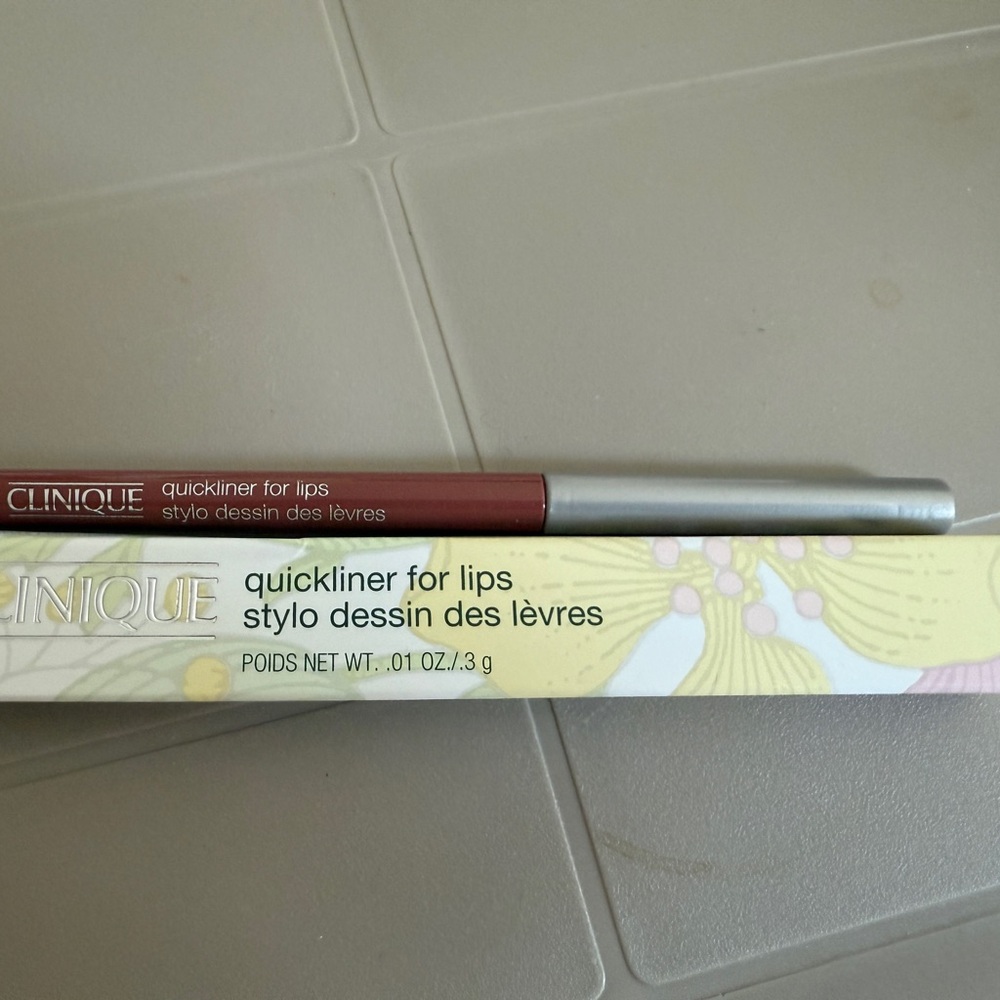 CLINIQUE quickliner for lips
stylo dessin des lèvres
CLINIQUE quickliner for lips
stylo dessin des lèvres
POIDS NET WT. .01 OZ./.3 g